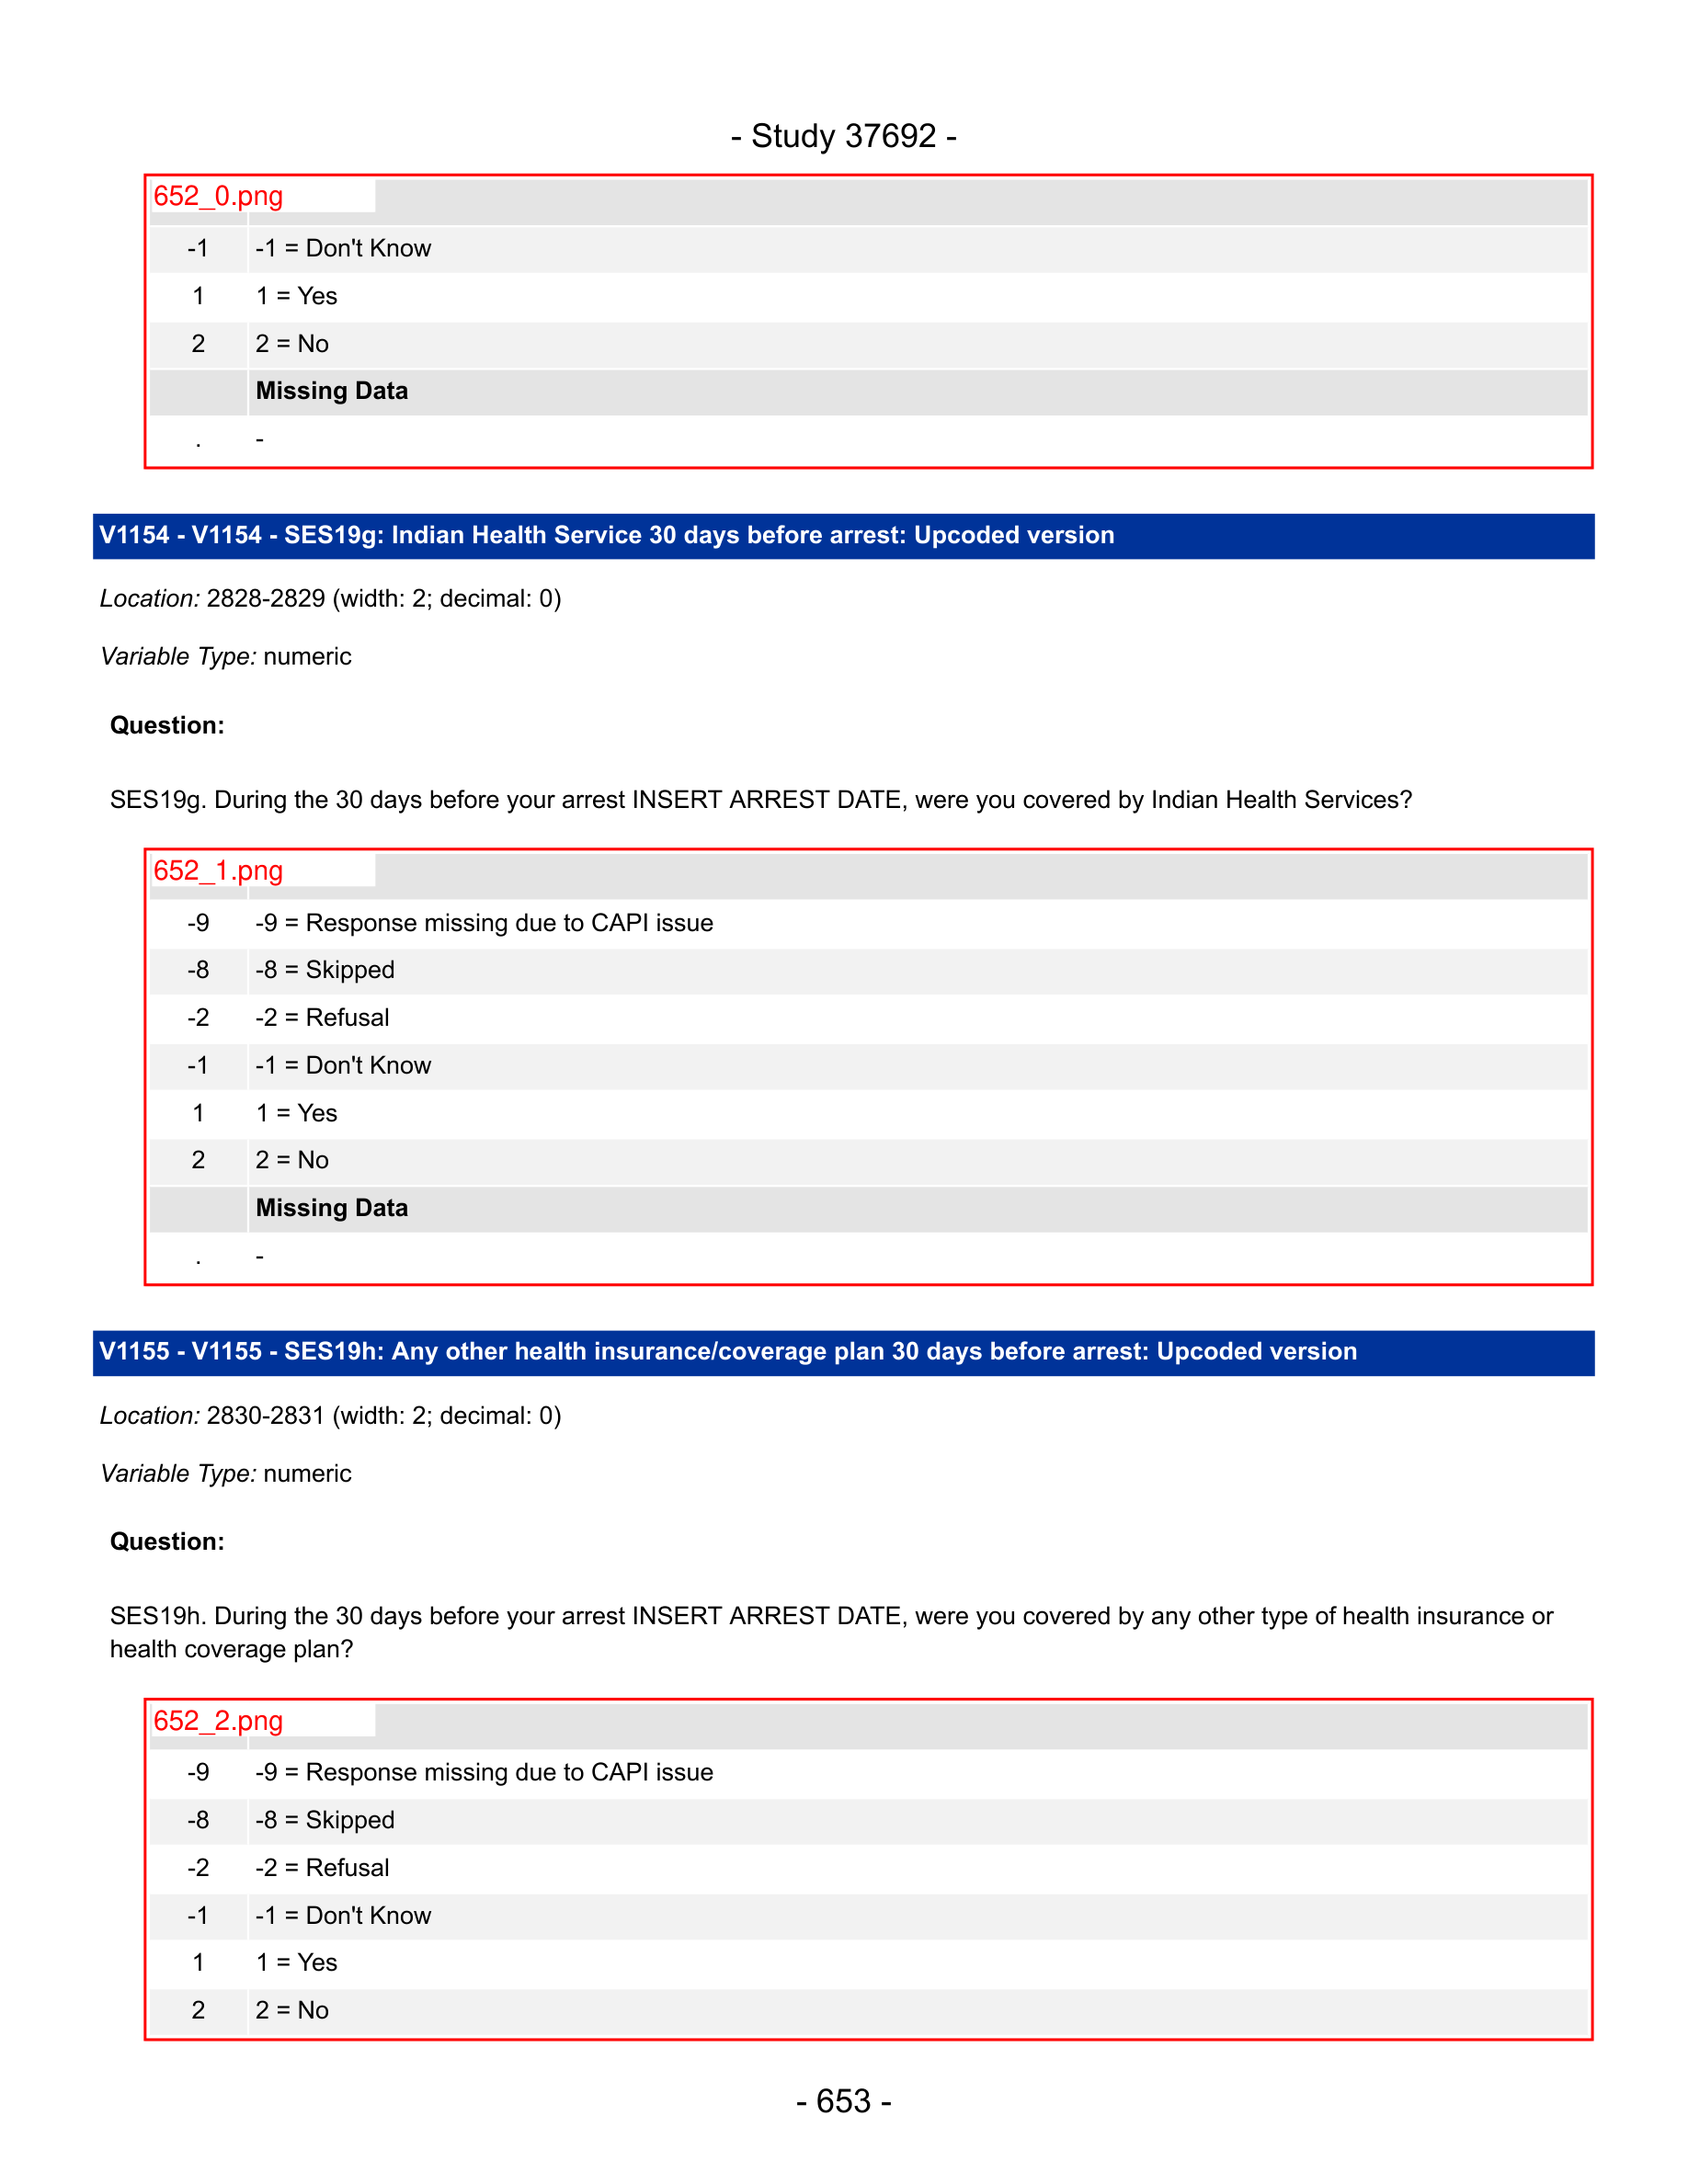 - Study 37692 -
652_0.png
-1 -1 = Don't Know
1 1 = Yes
2 2 = No
Missing Data
. -
V1154 - V1154 - SES19g: Indian Health Service 30 days before arrest: Upcoded version
Location: 2828-2829 (width: 2; decimal: 0)
Variable Type: numeric
Question:
SES19g. During the 30 days before your arrest INSERT ARREST DATE, were you covered by Indian Health Services?
652_1.png
-9 -9 = Response missing due to CAPI issue
-8 -8 = Skipped
-2 -2 = Refusal
-1 -1 = Don't Know
1 1 = Yes
2 2 = No
Missing Data
. -
V1155 - V1155 - SES19h: Any other health insurance/coverage plan 30 days before arrest: Upcoded version
Location: 2830-2831 (width: 2; decimal: 0)
Variable Type: numeric
Question:
SES19h. During the 30 days before your arrest INSERT ARREST DATE, were you covered by any other type of health insurance or
health coverage plan?
652_2.png
-9 -9 = Response missing due to CAPI issue
-8 -8 = Skipped
-2 -2 = Refusal
-1 -1 = Don't Know
1 1 = Yes
2 2 = No
- 653 -